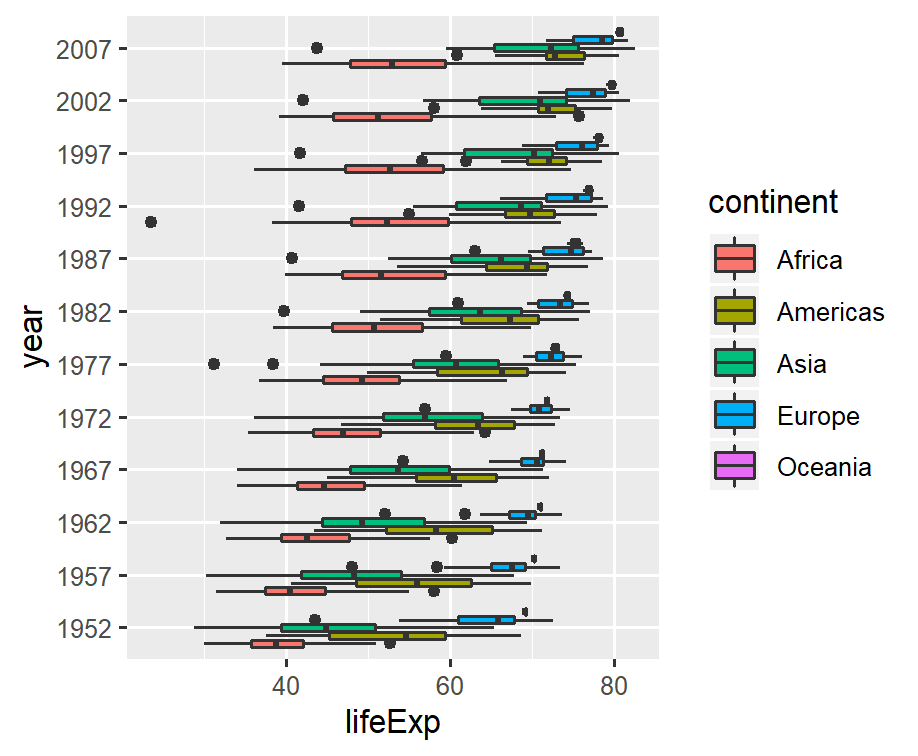 2007
2002
1997
1992
1987
1982
1977
1972
1967
1962
1957
1952
year
40 60 80
lifeExp
continent
Africa
Americas
Asia
Europe
Oceania